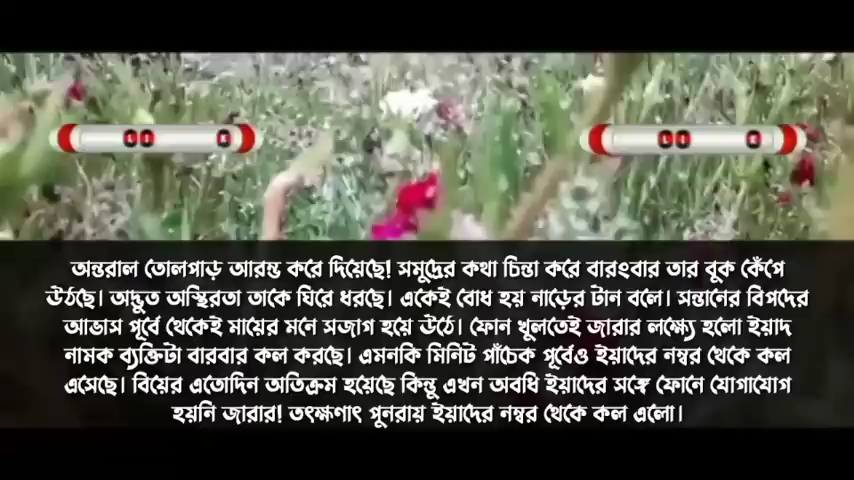 অন্তরাল তোলপাড় আরম্ভ করে দিয়েছে! সমুদ্রের কথা চিন্তা করে বারংবার তার বুক কেঁপে
উঠছে। অদ্ভুত অস্থিরতা তাকে ঘিরে ধরছে। একেই বোধ হয় নাড়ের টান বলে। সন্তানের বিপদের
আভাস পূর্বে থেকেই মায়ের মনে সজাগ হয়ে উঠে। ফোন খুলতেই জারার লক্ষ্যে হলো ইয়াদ
নামক ব্যক্তিটা বারবার কল করছে। এমনকি মিনিট পাঁচেক পূর্বেও ইয়াদের নম্বর থেকে কল
এসেছে। বিয়ের এতোদিন অতিক্রম হয়েছে কিন্তু এখন অবধি ইয়াদের সঙ্গে ফোনে যোগাযোগ
হয়নি জারার! তৎক্ষণাৎ পুনরায় ইয়াদের নম্বর থেকে কল এলো।